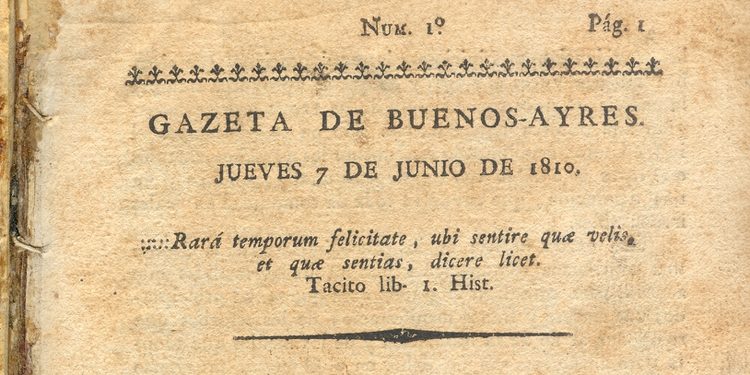 Num. 1º Pág. 1
GAZETA DE BUENOS-AYRES.
JUEVES 7 DE JUNIO DE 1810.
:::::Rará temporum felicitate, ubi sentire quæ velis,
et quæ sentias, dicere licet.
Tacito lib- 1. Hist.